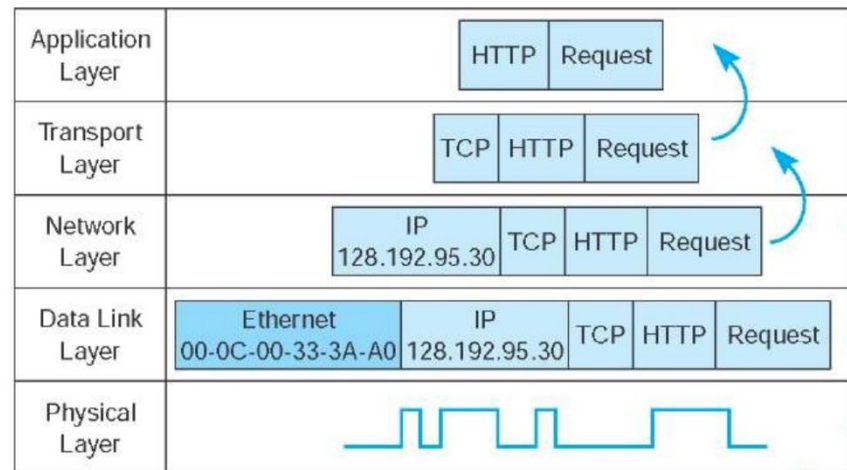 Application
Layer
HTTP Request
Transport
Layer
TCP HTTP Request
Network
Layer
IP
128.192.95.30
TCP HTTP Request
Data Link
Layer
Ethernet
00-0C-00-33-3A-A0
IP
128.192.95.30
TCP HTTP Request
Physical
Layer